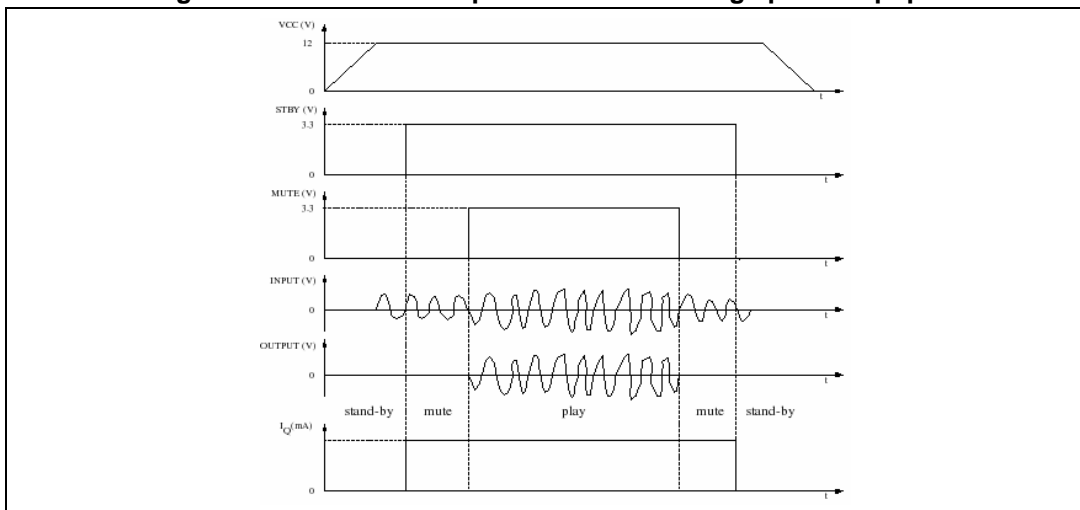 VCC (V)
12
0
t
STBY (V)
3.3
0
t
MUTE (V)
3.3
0
t
INPUT (V)
0
t
OUTPUT (V)
0
t
stand-by mute play mute stand-by
IQ(mA)
0
t